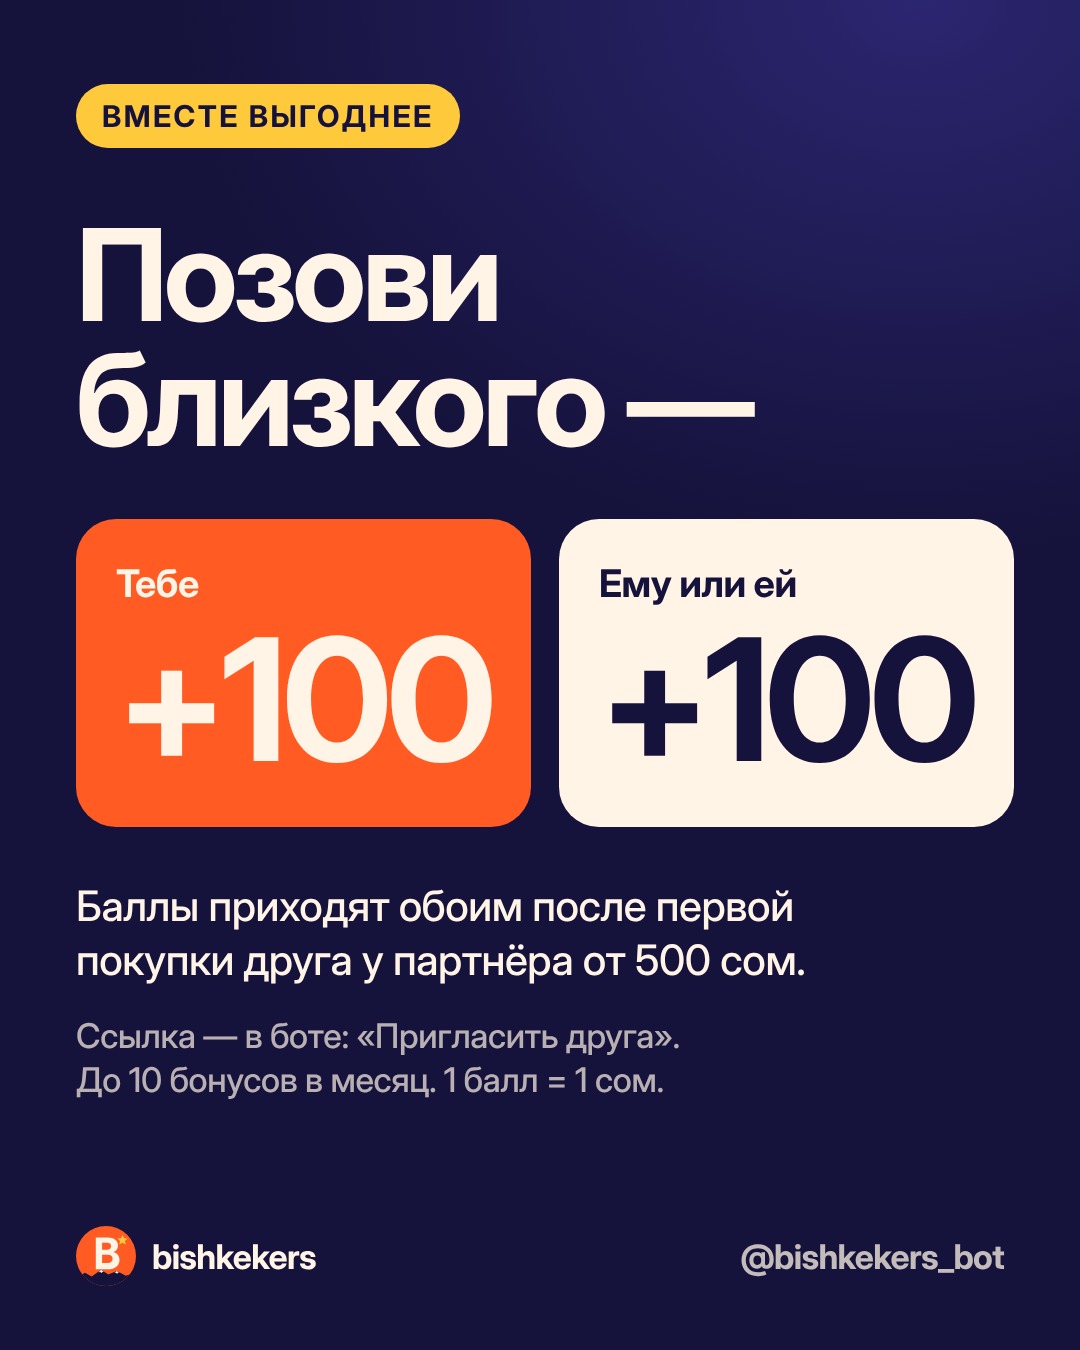 ВМЕСТЕ ВЫГОДНЕЕ
Позови
близкого —
Тебе
+100
Ему или ей
+100
Баллы приходят обоим после первой
покупки друга у партнёра от 500 сом.
Ссылка — в боте: «Пригласить друга».
До 10 бонусов в месяц. 1 балл = 1 сом.
B
bishkekers
@bishkekers_bot